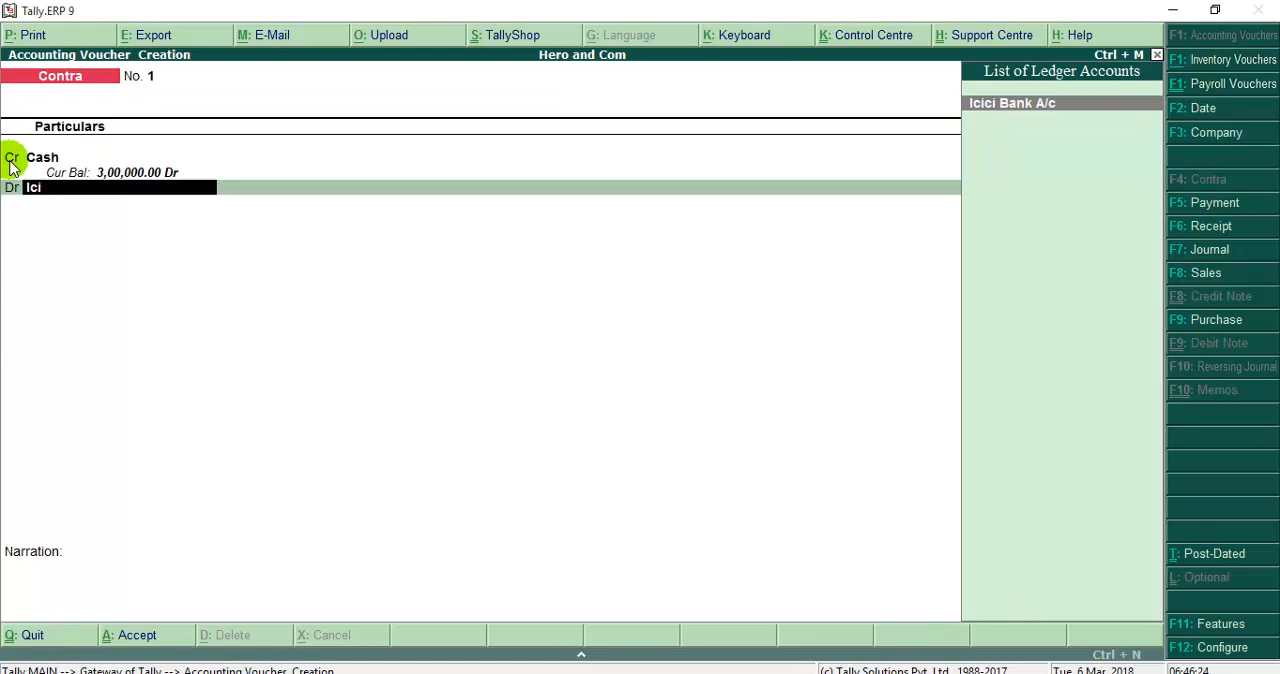 Tally.ERP 9
P: Print
E: Export
M: E-Mail
O: Upload
S: TallyShop
G: Language
K: Keyboard
K: Control Centre
H: Support Centre
H: Help
Accounting Voucher Creation
Hero and Com
Ctrl + M
Contra No. 1
Particulars
Cr Cash
Cur Bal: 3,00,000.00 Dr
Dr Ici
Narration:
List of Ledger Accounts
Icici Bank A/c
F1: Accounting Vouchers
F1: Inventory Vouchers
F1: Payroll Vouchers
F2: Date
F3: Company
F4: Contra
F5: Payment
F6: Receipt
F7: Journal
F8: Sales
F8: Credit Note
F9: Purchase
F9: Debit Note
F10: Reversing Journal
F10: Memos
T: Post-Dated
L: Optional
F11: Features
F12: Configure
Q: Quit
A: Accept
D: Delete
X: Cancel
Ctrl + N
Tally MAIN --> Gateway of Tally --> Accounting Voucher Creation
(c) Tally Solutions Pvt. Ltd., 1988-2017
Tue, 6 Mar, 2018
06:46:24